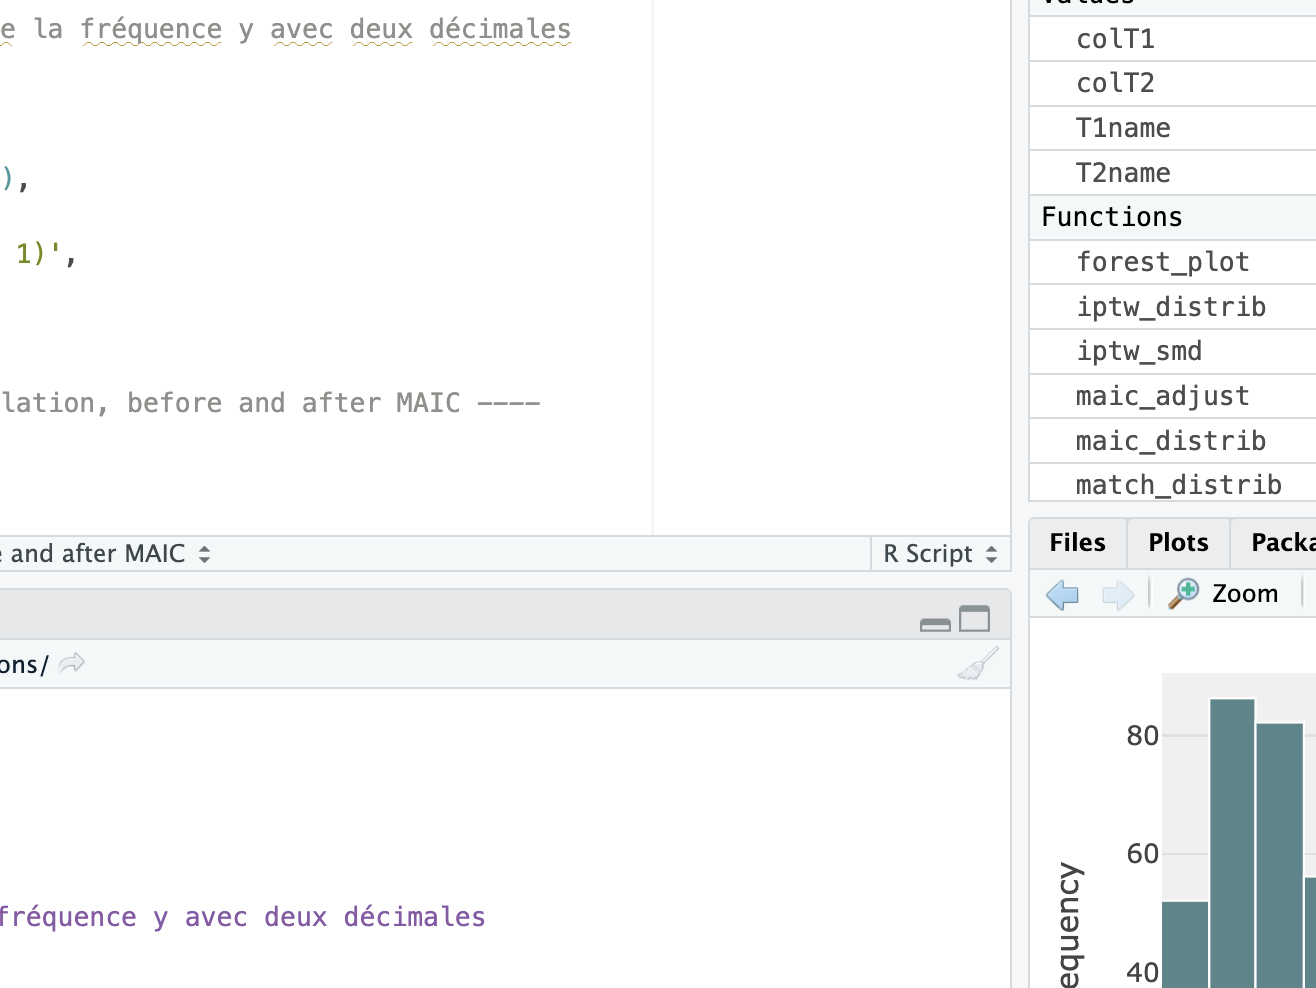 e la fréquence y avec deux décimales
),
1)',
lation, before and after MAIC ----
e and after MAIC
R Script
ons/
fréquence y avec deux décimales
Values
colT1
colT2
T1name
T2name
Functions
forest_plot
iptw_distrib
iptw_smd
maic_adjust
maic_distrib
match_distrib
Files Plots Packa
Zoom
80
60
40
equency